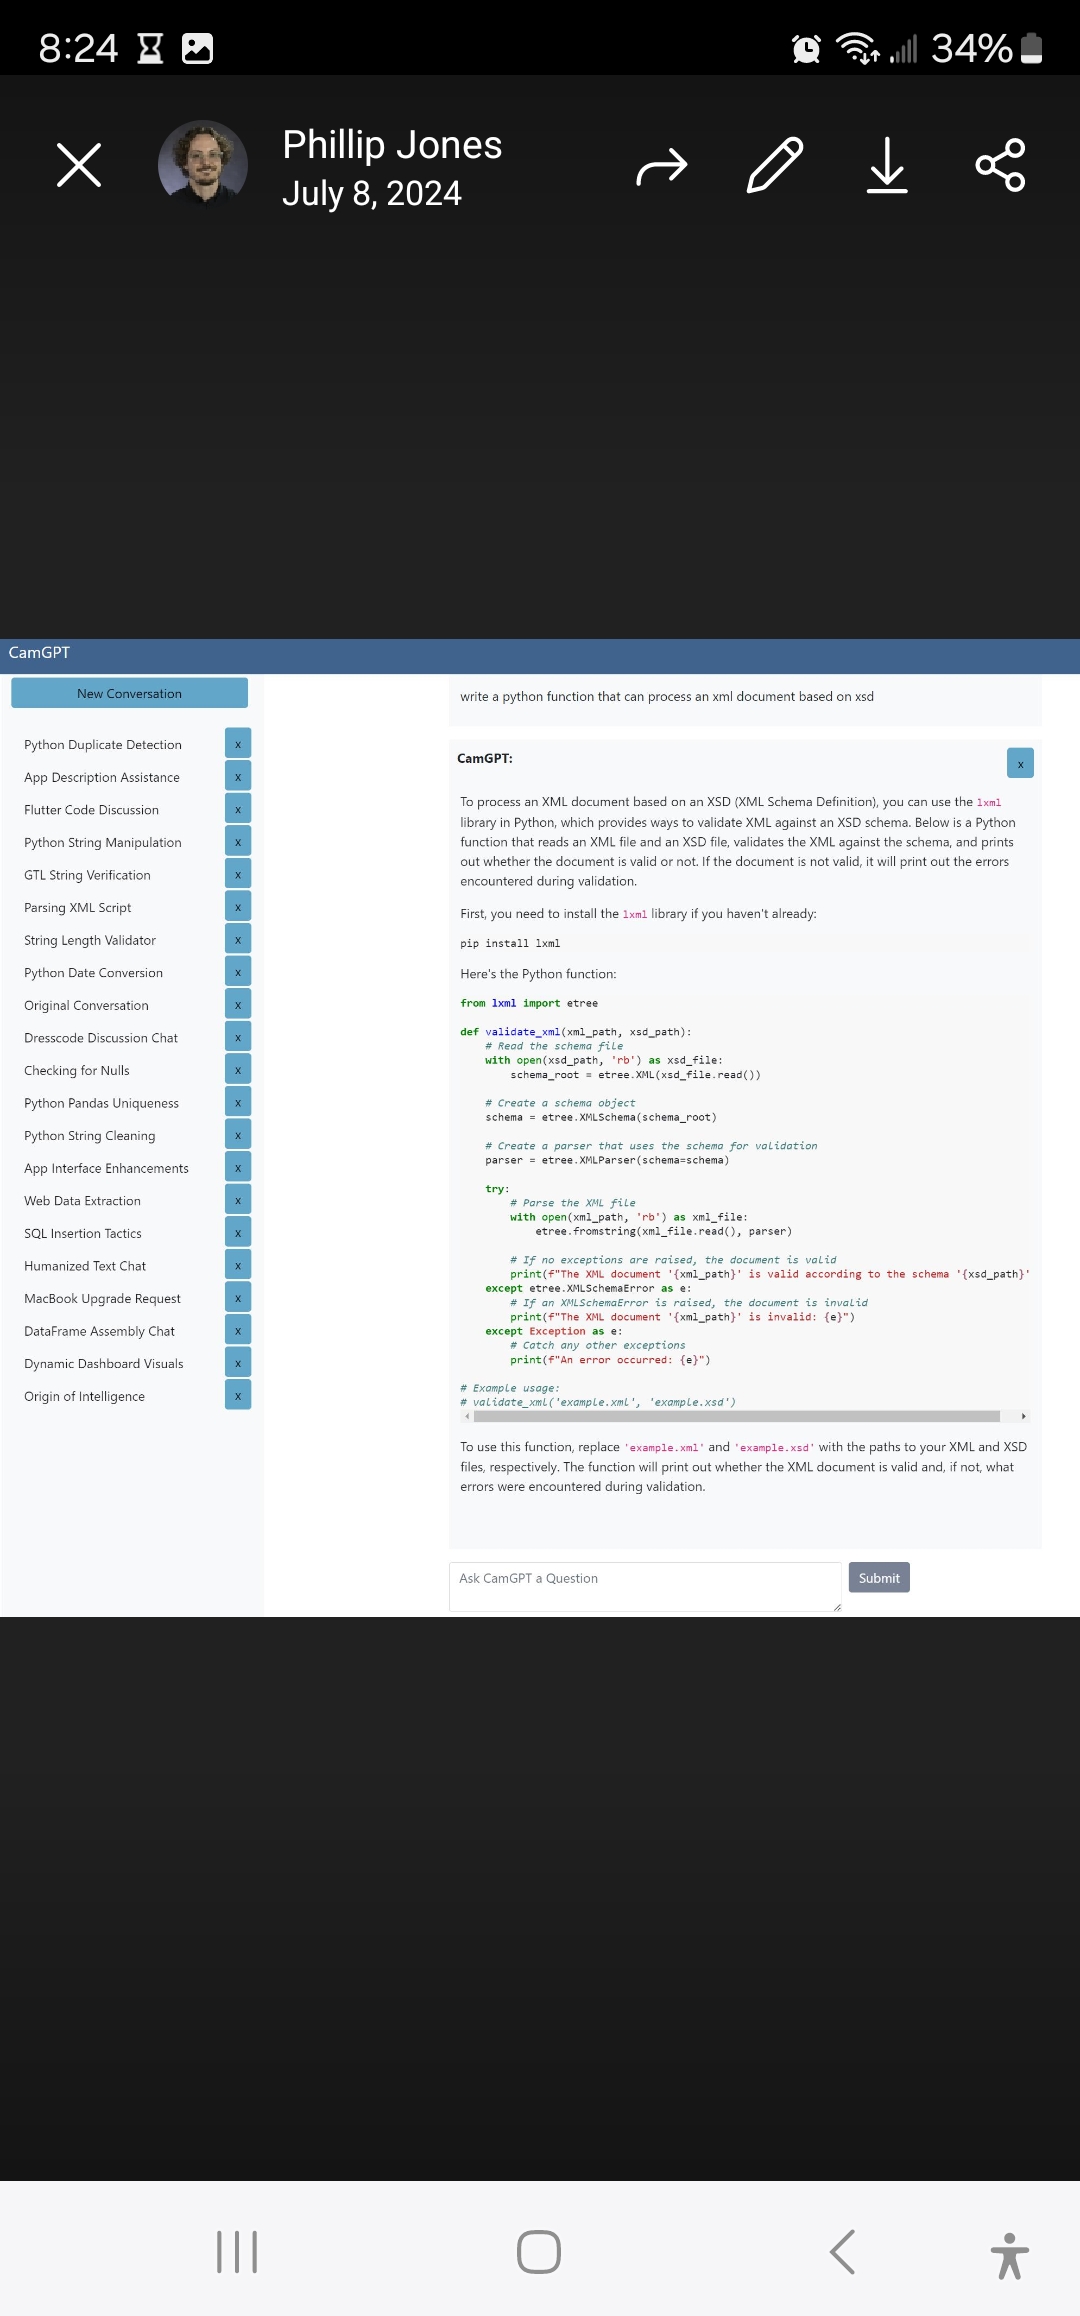 8:24
34%
Phillip Jones
July 8, 2024
CamGPT
New Conversation
Python Duplicate Detection x
App Description Assistance x
Flutter Code Discussion x
Python String Manipulation x
GTL String Verification x
Parsing XML Script x
String Length Validator x
Python Date Conversion x
Original Conversation x
Dresscode Discussion Chat x
Checking for Nulls x
Python Pandas Uniqueness x
Python String Cleaning x
App Interface Enhancements x
Web Data Extraction x
SQL Insertion Tactics x
Humanized Text Chat x
MacBook Upgrade Request x
DataFrame Assembly Chat x
Dynamic Dashboard Visuals x
Origin of Intelligence x
write a python function that can process an xml document based on xsd
CamGPT:
x
To process an XML document based on an XSD (XML Schema Definition), you can use the lxml
library in Python, which provides ways to validate XML against an XSD schema. Below is a Python
function that reads an XML file and an XSD file, validates the XML against the schema, and prints
out whether the document is valid or not. If the document is not valid, it will print out the errors
encountered during validation.
First, you need to install the lxml library if you haven't already:
pip install lxml
Here's the Python function:
from lxml import etree
def validate_xml(xml_path, xsd_path):
    # Read the schema file
    with open(xsd_path, 'rb') as xsd_file:
        schema_root = etree.XML(xsd_file.read())
    # Create a schema object
    schema = etree.XMLSchema(schema_root)
    # Create a parser that uses the schema for validation
    parser = etree.XMLParser(schema=schema)
    try:
        # Parse the XML file
        with open(xml_path, 'rb') as xml_file:
            etree.fromstring(xml_file.read(), parser)
        # If no exceptions are raised, the document is valid
        print(f"The XML document '{xml_path}' is valid according to the schema '{xsd_path}'
    except etree.XMLSchemaError as e:
        # If an XMLSchemaError is raised, the document is invalid
        print(f"The XML document '{xml_path}' is invalid: {e}")
    except Exception as e:
        # Catch any other exceptions
        print(f"An error occurred: {e}")
# Example usage:
# validate_xml('example.xml', 'example.xsd')
To use this function, replace 'example.xml' and 'example.xsd' with the paths to your XML and XSD
files, respectively. The function will print out whether the XML document is valid and, if not, what
errors were encountered during validation.
Ask CamGPT a Question
Submit